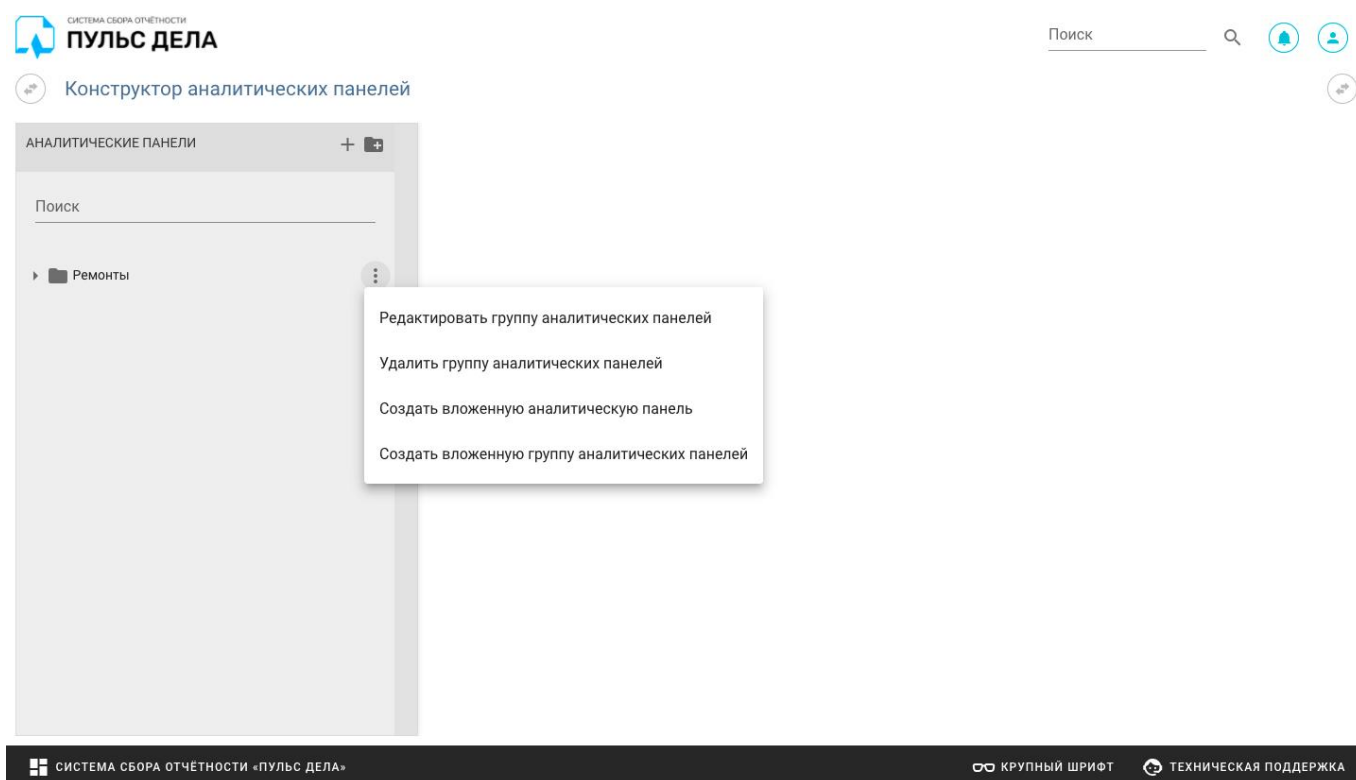 СИСТЕМА СБОРА ОТЧЁТНОСТИ
ПУЛЬС ДЕЛА
Поиск
Конструктор аналитических панелей
АНАЛИТИЧЕСКИЕ ПАНЕЛИ
Поиск
Ремонты
Редактировать группу аналитических панелей
Удалить группу аналитических панелей
Создать вложенную аналитическую панель
Создать вложенную группу аналитических панелей
СИСТЕМА СБОРА ОТЧЁТНОСТИ «ПУЛЬС ДЕЛА»
КРУПНЫЙ ШРИФТ
ТЕХНИЧЕСКАЯ ПОДДЕРЖКА